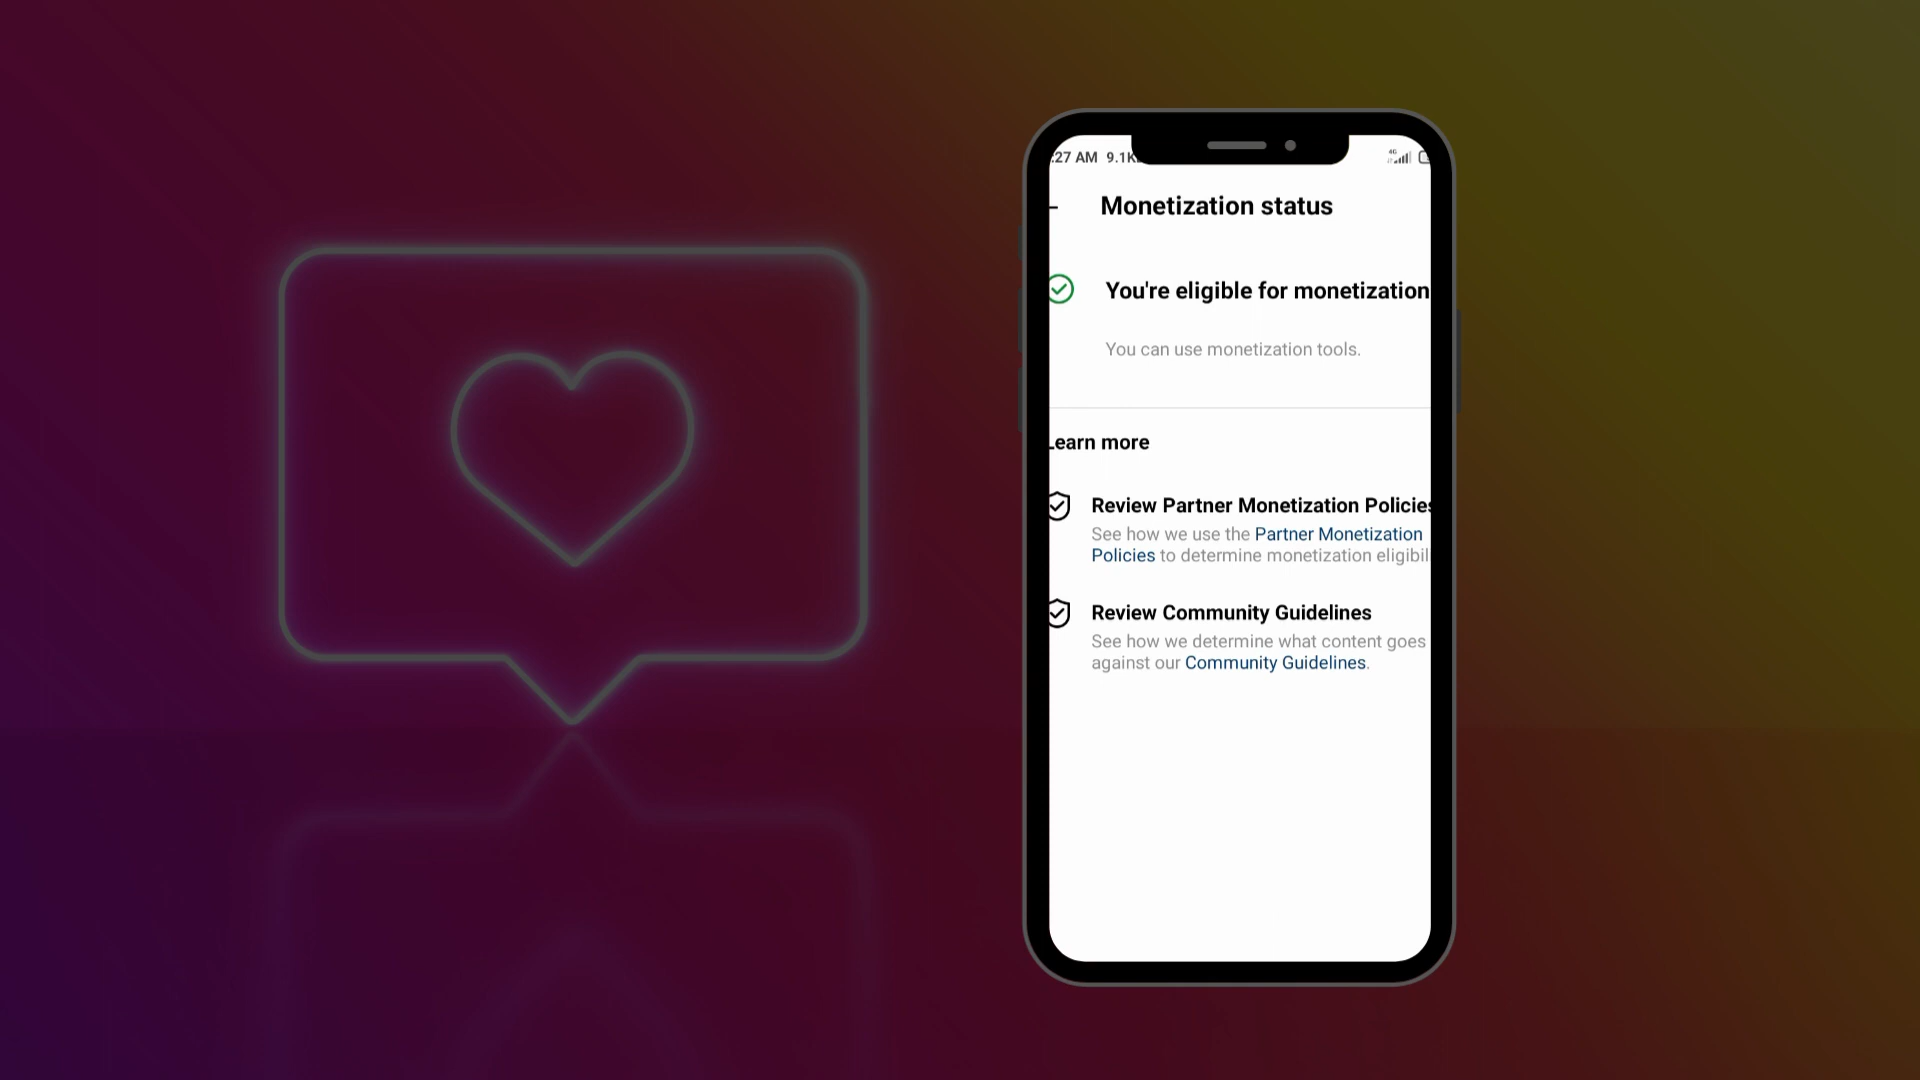 :27 AM 9.1K
4G
Monetization status
You're eligible for monetization
You can use monetization tools.
Learn more
Review Partner Monetization Policies
See how we use the Partner Monetization
Policies to determine monetization eligibil
Review Community Guidelines
See how we determine what content goes
against our Community Guidelines.